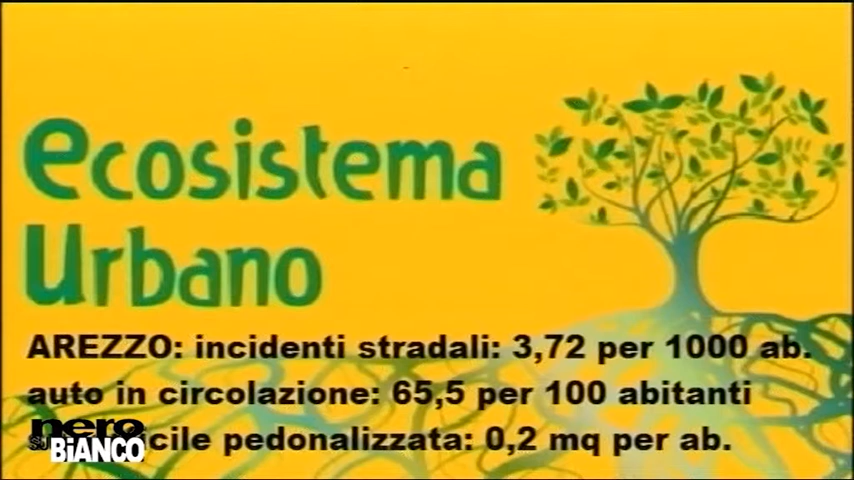 ecosistema
Urbano
AREZZO: incidenti stradali: 3,72 per 1000 ab.
auto in circolazione: 65,5 per 100 abitanti
cile pedonalizzata: 0,2 mq per ab.
nero
su BiANCO